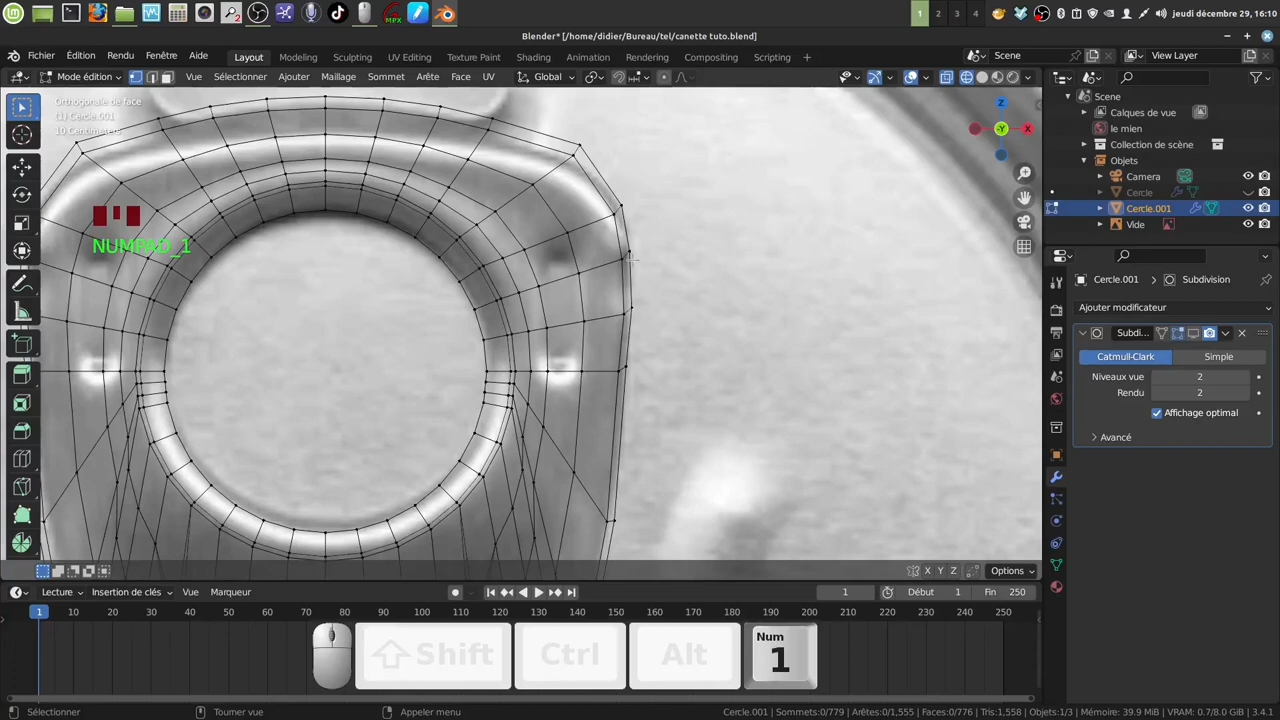 1 2 3 4
jeudi décembre 29, 16:10
Blender* [/home/didier/Bureau/tel/canette tuto.blend]
Fichier Édition Rendu Fenêtre Aide Layout Modeling Sculpting UV Editing Texture Paint Shading Animation Rendering Compositing Scripting + Scene View Layer
Mode édition Vue Sélectionner Ajouter Maillage Sommet Arête Face UV Global
Orthogonale de face
(1) Cercle.001
10 Centimeters
NUMPAD_1
Z
X
-Y
Scene
Calques de vue
le mien
Collection de scène
Objets
Camera
Cercle
Cercle.001
Vide
Cercle.001 Subdivision
Ajouter modificateur
Subdi...
Catmull-Clark Simple
Niveaux vue 2
Rendu 2
Affichage optimal
Avancé
X Y Z Options
Lecture Insertion de clés Vue Marqueur 1 Début 1 Fin 250
1 10 20 30 40 50 60 70 80 90 100 110 120 130 140 150 160 170 180 190 200 210 220 230 240 250
Shift Ctrl Alt Num
1
Sélectionner Tourner vue Appeler menu Cercle.001 | Sommets:0/779 | Arêtes:0/1,555 | Faces:0/776 | Tris:1,558 | Objets:1/3 | Mémoire: 39.9 MiB | VRAM: 0.7/8.0 GiB | 3.4.1